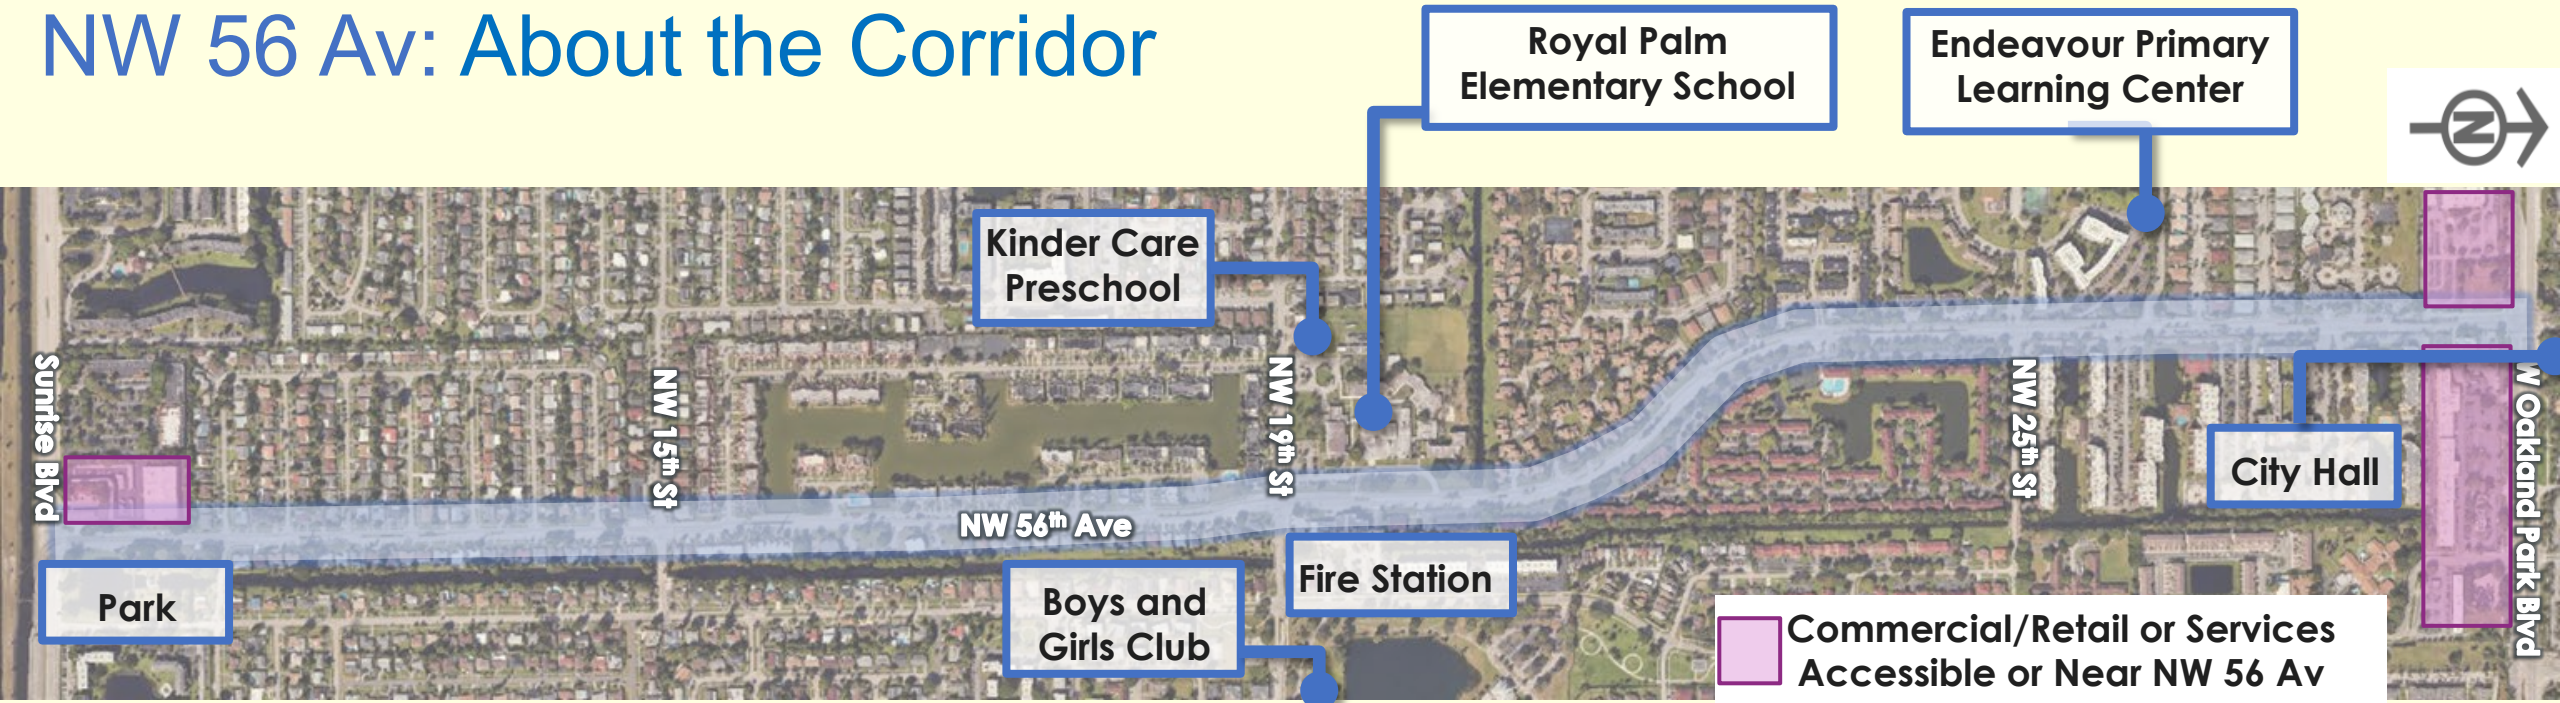 NW 56 Av: About the Corridor
Royal Palm
Elementary School
Endeavour Primary
Learning Center
N
Kinder Care
Preschool
Sunrise Blvd
NW 15th St
NW 19th St
NW 25th St
W Oakland Park Blvd
City Hall
NW 56th Ave
Park
Boys and
Girls Club
Fire Station
Commercial/Retail or Services
Accessible or Near NW 56 Av